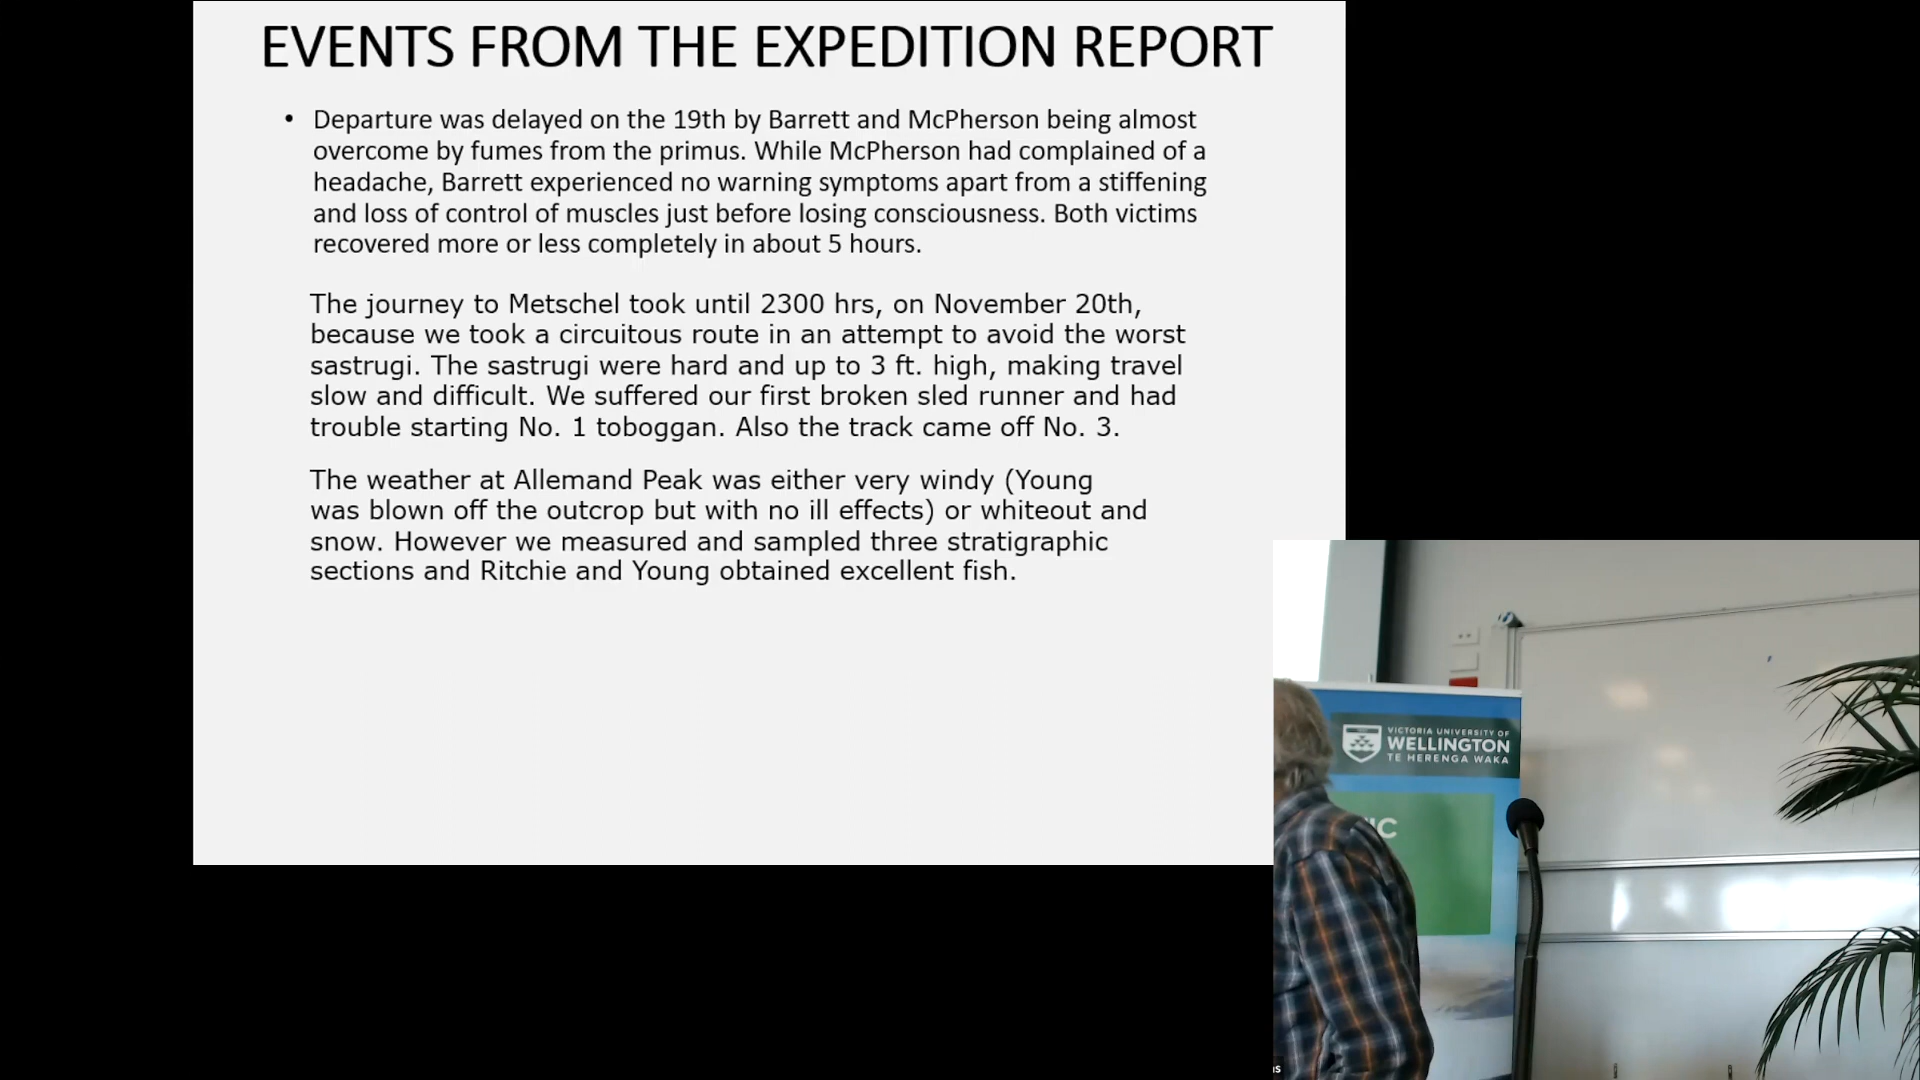 EVENTS FROM THE EXPEDITION REPORT
• Departure was delayed on the 19th by Barrett and McPherson being almost
overcome by fumes from the primus. While McPherson had complained of a
headache, Barrett experienced no warning symptoms apart from a stiffening
and loss of control of muscles just before losing consciousness. Both victims
recovered more or less completely in about 5 hours.
The journey to Metschel took until 2300 hrs, on November 20th,
because we took a circuitous route in an attempt to avoid the worst
sastrugi. The sastrugi were hard and up to 3 ft. high, making travel
slow and difficult. We suffered our first broken sled runner and had
trouble starting No. 1 toboggan. Also the track came off No. 3.
The weather at Allemand Peak was either very windy (Young
was blown off the outcrop but with no ill effects) or whiteout and
snow. However we measured and sampled three stratigraphic
sections and Ritchie and Young obtained excellent fish.
VICTORIA UNIVERSITY OF
WELLINGTON
TE HERENGA WAKA
IC